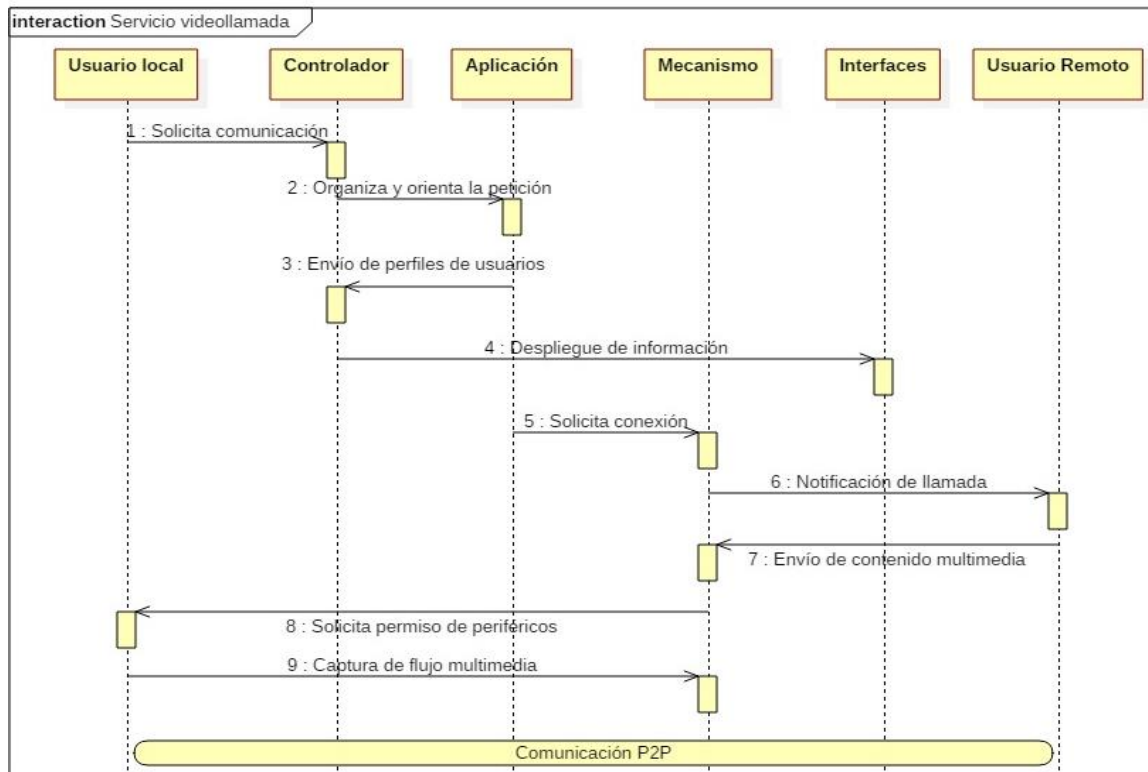 interaction Servicio videollamada
Usuario local
Controlador
Aplicación
Mecanismo
Interfaces
Usuario Remoto
1 : Solicita comunicación
2 : Organiza y orienta la petición
3 : Envío de perfiles de usuarios
4 : Despliegue de información
5 : Solicita conexión
6 : Notificación de llamada
7 : Envío de contenido multimedia
8 : Solicita permiso de periféricos
9 : Captura de flujo multimedia
Comunicación P2P